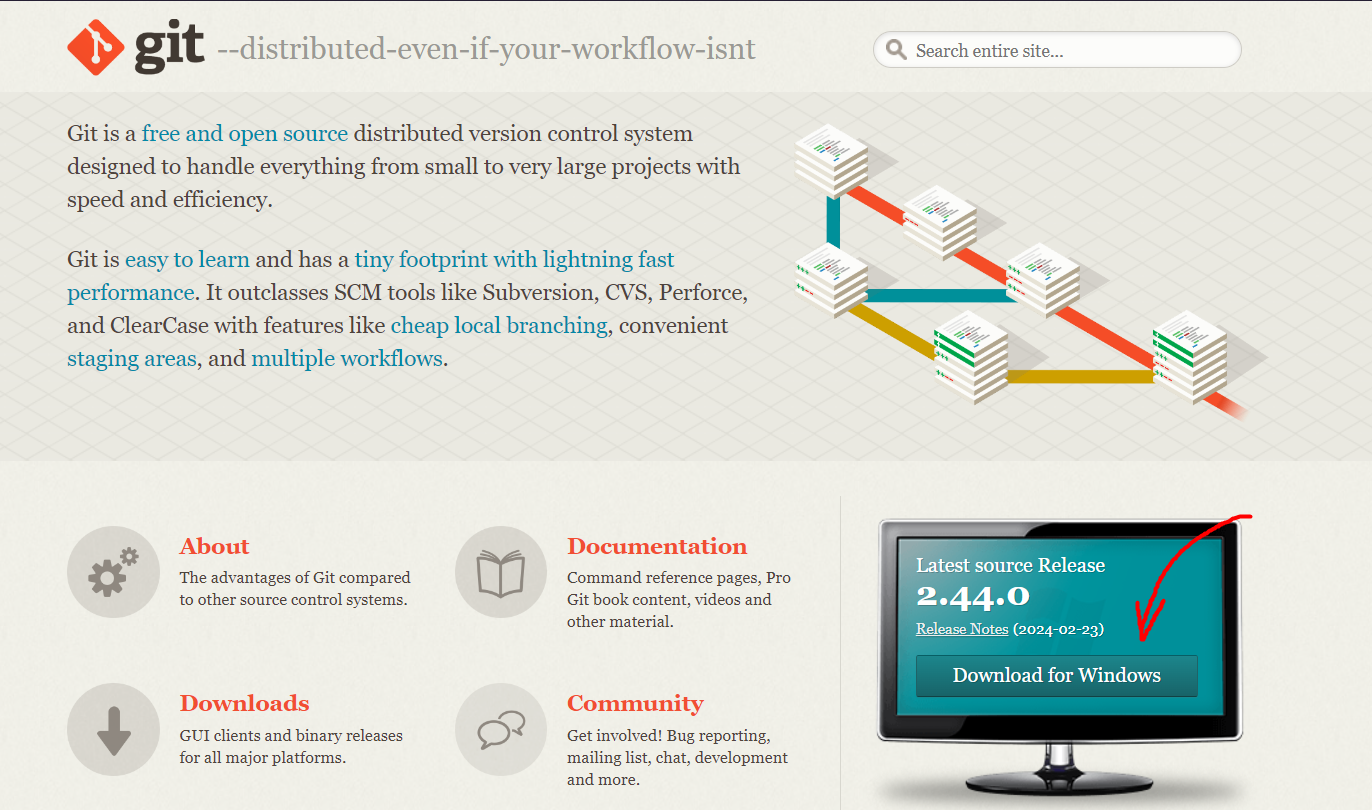 git --distributed-even-if-your-workflow-isnt
Search entire site...
Git is a free and open source distributed version control system
designed to handle everything from small to very large projects with
speed and efficiency.
Git is easy to learn and has a tiny footprint with lightning fast
performance. It outclasses SCM tools like Subversion, CVS, Perforce,
and ClearCase with features like cheap local branching, convenient
staging areas, and multiple workflows.
About
The advantages of Git compared
to other source control systems.
Documentation
Command reference pages, Pro
Git book content, videos and
other material.
Downloads
GUI clients and binary releases
for all major platforms.
Community
Get involved! Bug reporting,
mailing list, chat, development
and more.
Latest source Release
2.44.0
Release Notes (2024-02-23)
Download for Windows